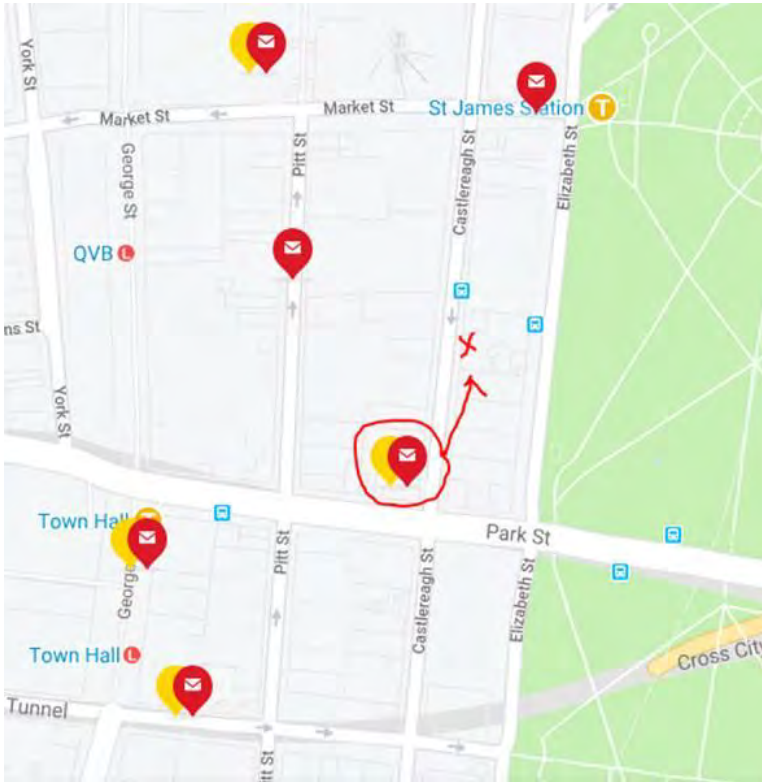 York St
Market St
Market St
St James Station
T
George St
Pitt St
Castlereagh St
Elizabeth St
QVB L
ns St
York St
Town Hall
Park St
George
Pitt St
Castlereagh St
Elizabeth St
Town Hall L
Cross City
Tunnel
tt St